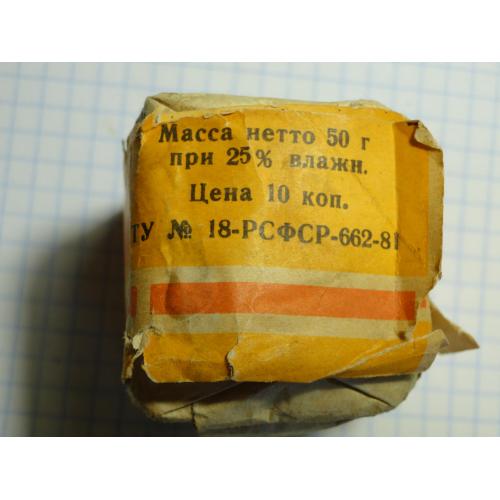 Масса нетто 50 г
при 25% влажн.
Цена 10 коп.
ТУ № 18-РСФСР-662-81